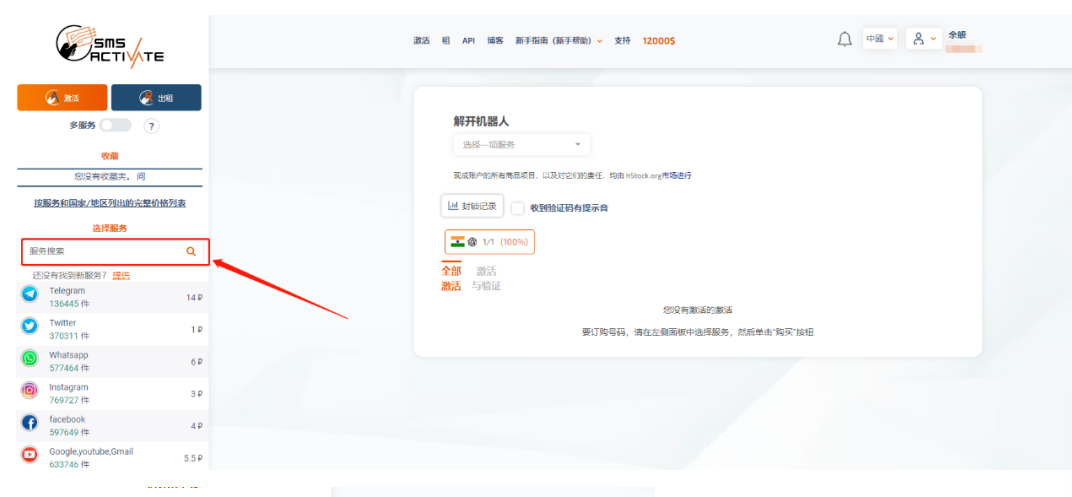 SMS
ACTIVATE
激活 租 API 博客 新手指南 (新手帮助) 支持 12000$
中國
余额
激活
出租
多服务
?
收藏
您没有收藏夹。 间
按服务和国家/地区列出的完整价格列表
选择服务
服务搜索
还没有找到新服务? 提供
Telegram
136445 件
14 ₽
Twitter
370311 件
1 ₽
Whatsapp
577464 件
6 ₽
Instagram
769727 件
3 ₽
facebook
597649 件
4 ₽
Google,youtube,Gmail
633746 件
5.5 ₽
解开机器人
选择一项服务
现成账户的所有商品项目，以及对它们的责任，均由 hStock.org市场进行
封锁记录
收到验证码有提示音
1/1 (100%)
全部
激活
激活
与验证
您没有激活的激活
要订购号码，请在左侧面板中选择服务，然后单击"购买"按钮